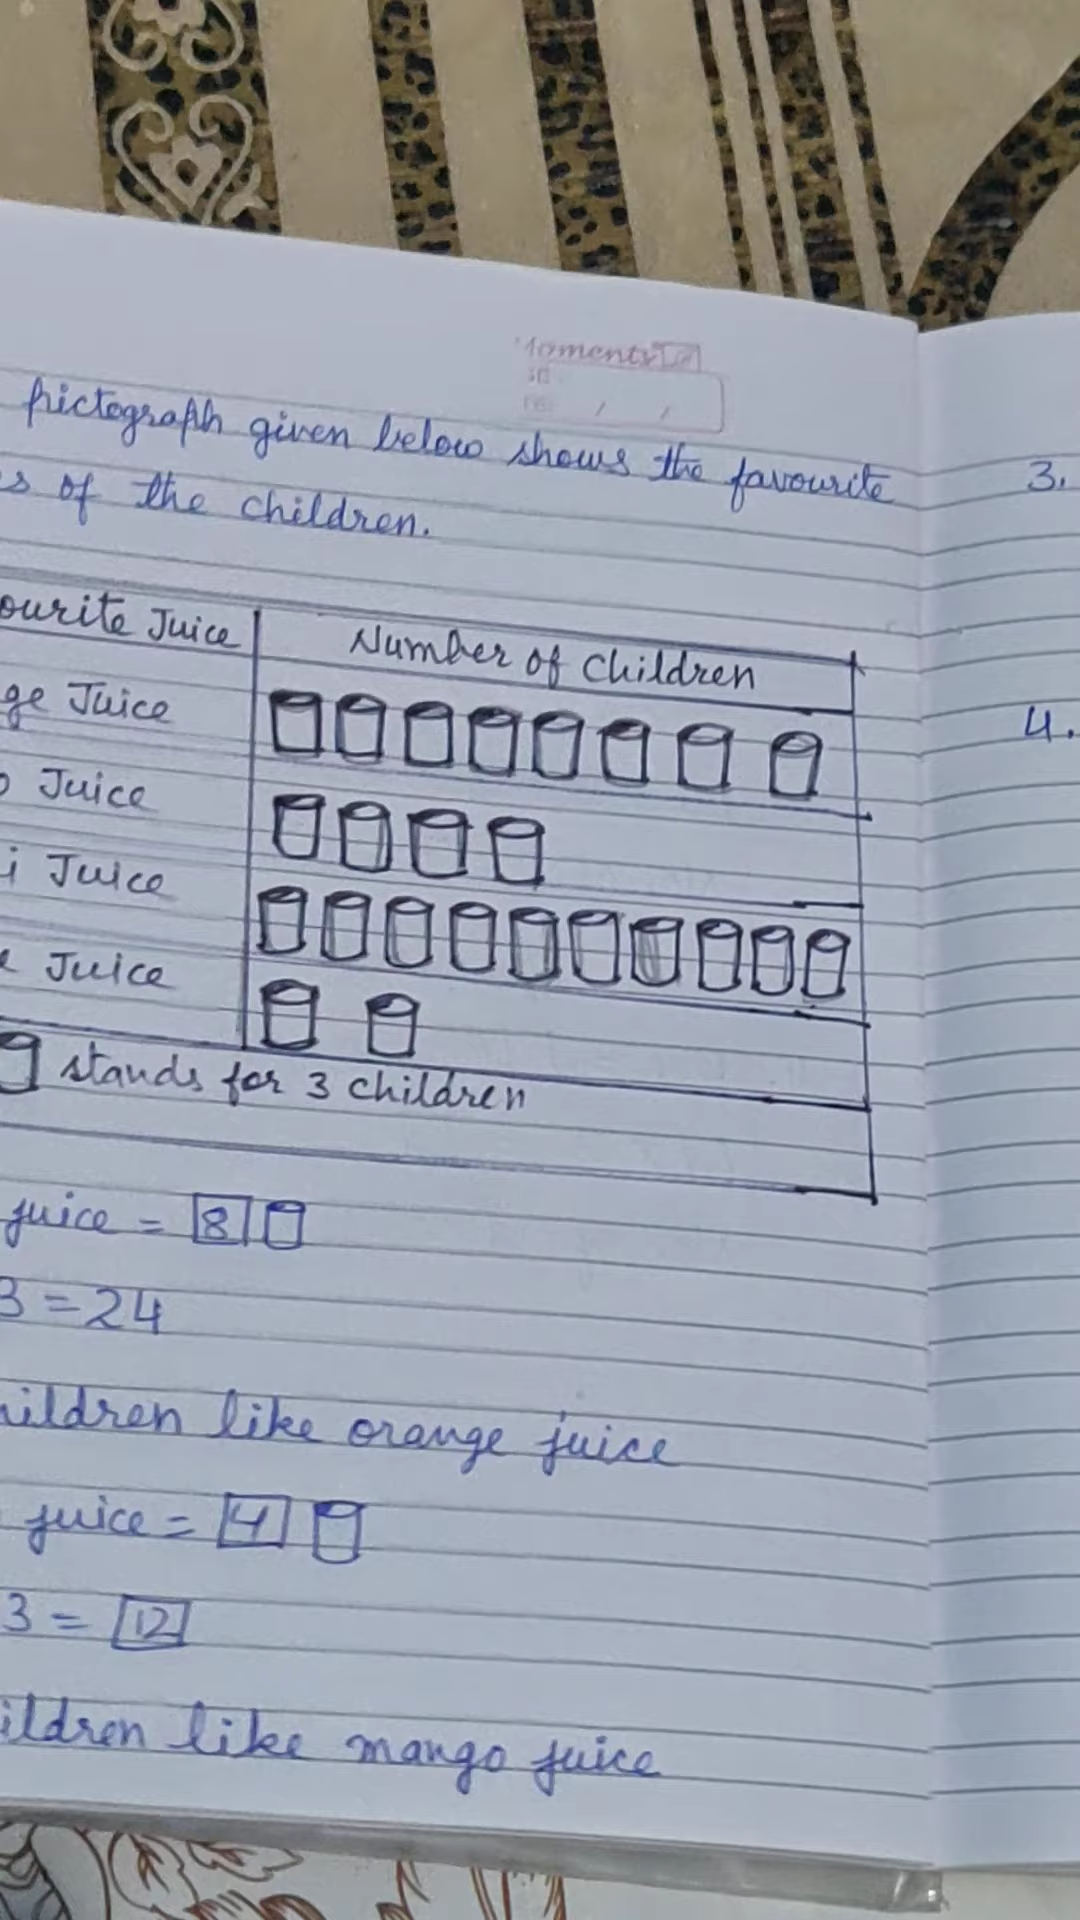 pictograph given below shows the favourite
s of the children.
ourite Juice Number of Children
ge Juice
o Juice
i Juice
Juice
stands for 3 children
juice = 8
3 = 24
ildren like orange juice
juice = 4
3 = 12
ildren like mango juice
3.
4.